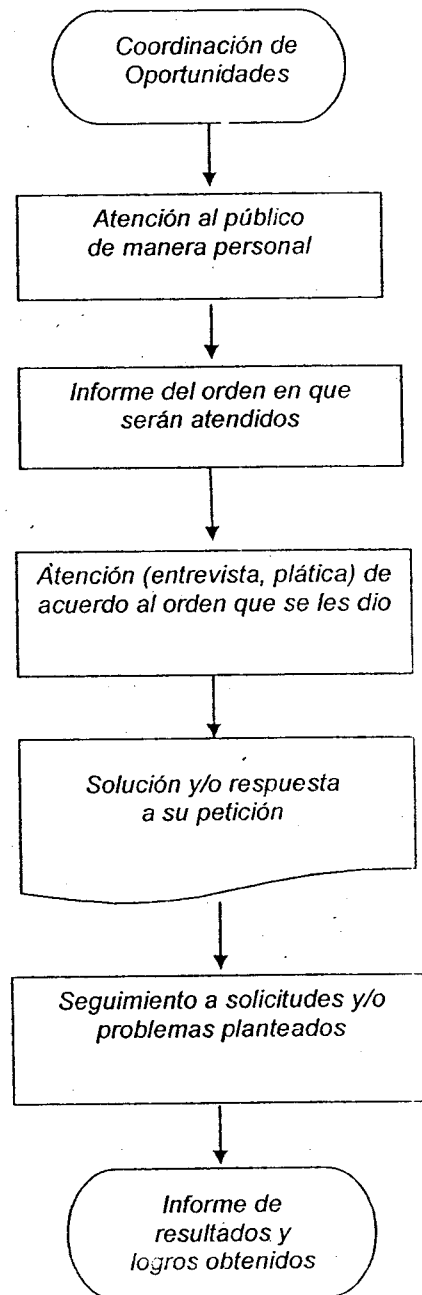 Coordinación de
Oportunidades
Atención al público
de manera personal
Informe del orden en que
serán atendidos
Atención (entrevista, plática) de
acuerdo al orden que se les dio
Solución y/o respuesta
a su petición
Seguimiento a solicitudes y/o
problemas planteados
Informe de
resultados y
logros obtenidos